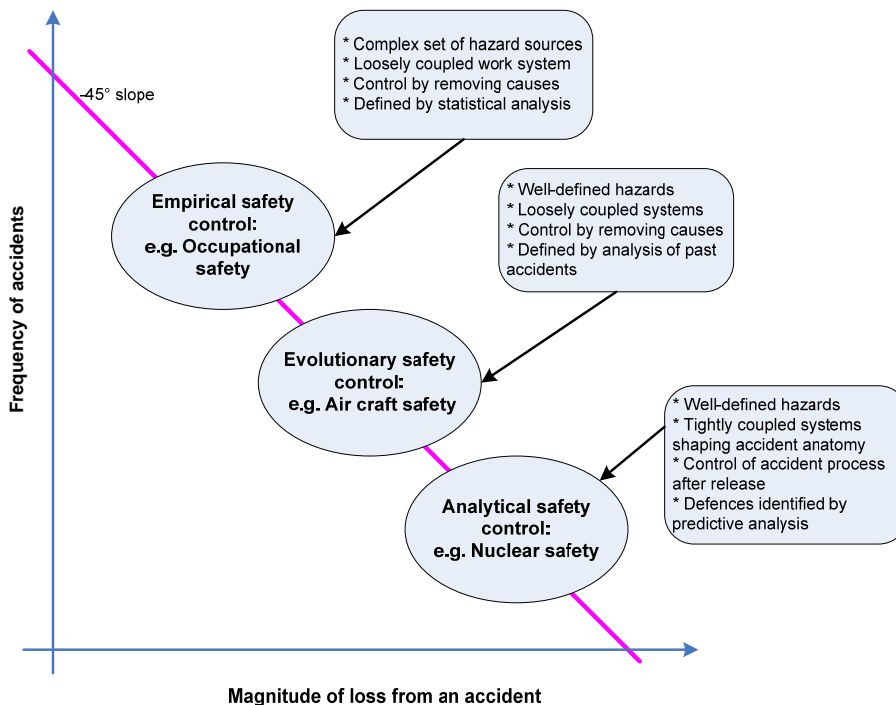 * Complex set of hazard sources
* Loosely coupled work system
* Control by removing causes
* Defined by statistical analysis
-45° slope
* Well-defined hazards
* Loosely coupled systems
* Control by removing causes
* Defined by analysis of past
accidents
Empirical safety
control:
e.g. Occupational
safety
Frequency of accidents
Evolutionary safety
control:
e.g. Air craft safety
* Well-defined hazards
* Tightly coupled systems
shaping accident anatomy
* Control of accident process
after release
* Defences identified by
predictive analysis
Analytical safety
control:
e.g. Nuclear safety
Magnitude of loss from an accident